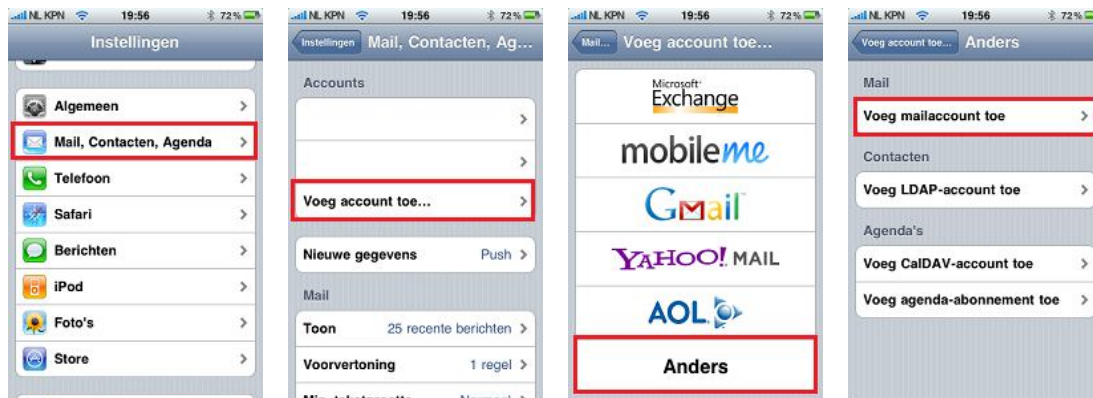 NL KPN 19:56 72%
Instellingen
Algemeen
Mail, Contacten, Agenda
Telefoon
Safari
Berichten
iPod
Foto's
Store
NL KPN 19:56 72%
Instellingen Mail, Contacten, Ag...
Accounts
Voeg account toe...
Nieuwe gegevens Push
Mail
Toon 25 recente berichten
Voorvertoning 1 regel
NL KPN 19:56 72%
Mail... Voeg account toe...
Microsoft
Exchange
mobileme
Gmail
YAHOO! MAIL
AOL
Anders
NL KPN 19:56 72%
Voeg account toe... Anders
Mail
Voeg mailaccount toe
Contacten
Voeg LDAP-account toe
Agenda's
Voeg CalDAV-account toe
Voeg agenda-abonnement toe